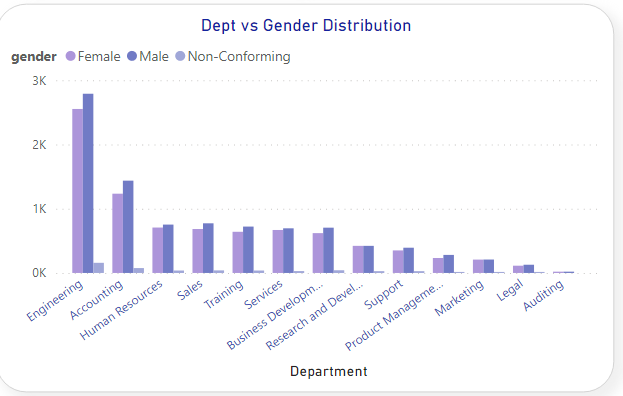 Dept vs Gender Distribution
gender Female Male Non-Conforming
3K
2K
1K
0K
Engineering
Accounting
Human Resources
Sales
Training
Services
Business Developm...
Research and Devel...
Support
Product Manageme...
Marketing
Legal
Auditing
Department